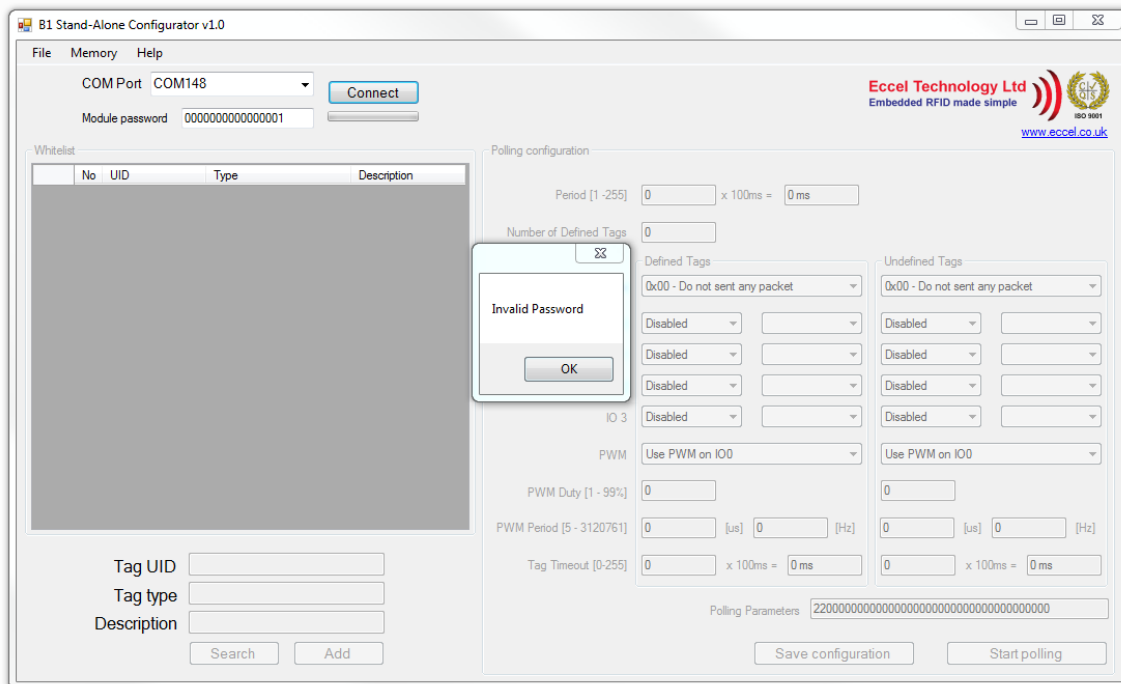 B1 Stand-Alone Configurator v1.0
File Memory Help
COM Port COM148
Connect
Module password 0000000000000001
Eccel Technology Ltd
Embedded RFID made simple
ISO 9001
www.eccel.co.uk
Whitelist
No UID Type Description
Polling configuration
Period [1 -255] 0 x 100ms = 0 ms
Number of Defined Tags 0
Invalid Password
OK
Defined Tags Undefined Tags
0x00 - Do not sent any packet 0x00 - Do not sent any packet
Disabled Disabled
Disabled Disabled
Disabled Disabled
IO 3 Disabled Disabled
PWM Use PWM on IO0 Use PWM on IO0
PWM Duty [1 - 99%] 0 0
PWM Period [5 - 3120761] 0 [us] 0 [Hz] 0 [us] 0 [Hz]
Tag Timeout [0-255] 0 x 100ms = 0 ms 0 x 100ms = 0 ms
Tag UID
Tag type
Description
Search Add
Polling Parameters
Save configuration Start polling